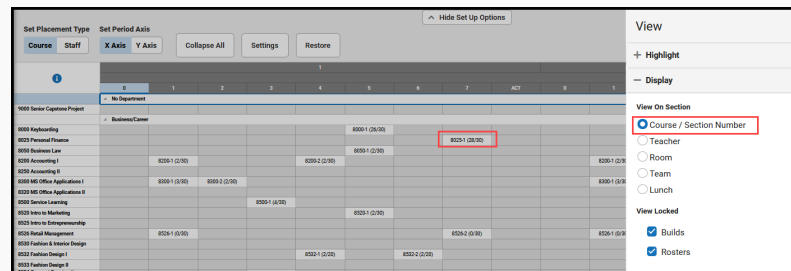 Hide Set Up Options
Set Placement Type Set Period Axis
Course Staff X Axis Y Axis Collapse All Settings Restore
1
0 1 2 3 4 5 6 7 ACT 0 1
No Department
9000 Senior Capstone Project
Business/Career
8000 Keyboarding 8000-1 (26/30)
8025 Personal Finance 8025-1 (28/30)
8050 Business Law 8050-1 (2/30)
8200 Accounting I 8200-1 (2/30) 8200-2 (2/30) 8200-1 (2/30
8250 Accounting II
8300 MS Office Applications I 8300-1 (3/30) 8300-2 (2/30) 8300-1 (3/30
8320 MS Office Applications II
8500 Service Learning 8500-1 (4/30)
8520 Intro to Marketing 8520-1 (2/30)
8525 Intro to Entrepreneurship
8526 Retail Management 8526-1 (0/30) 8526-2 (0/30) 8526-1 (0/30
8530 Fashion & Interior Design
8532 Fashion Design I 8532-1 (2/20) 8532-2 (2/20)
8533 Fashion Design II
View
Highlight
Display
View On Section
Course / Section Number
Teacher
Room
Team
Lunch
View Locked
Builds
Rosters